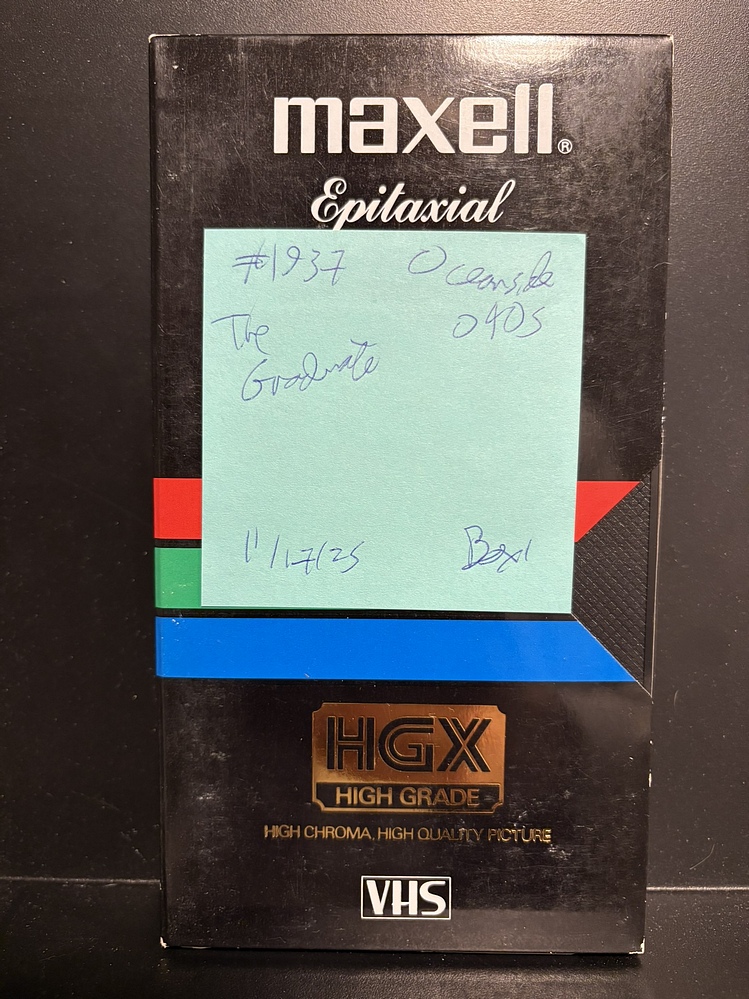 maxell®
Epitaxial
#1937 Oceanside
0405
The
Graduate
11/17/25 Box1
HGX
HIGH GRADE
HIGH CHROMA, HIGH QUALITY PICTURE
VHS